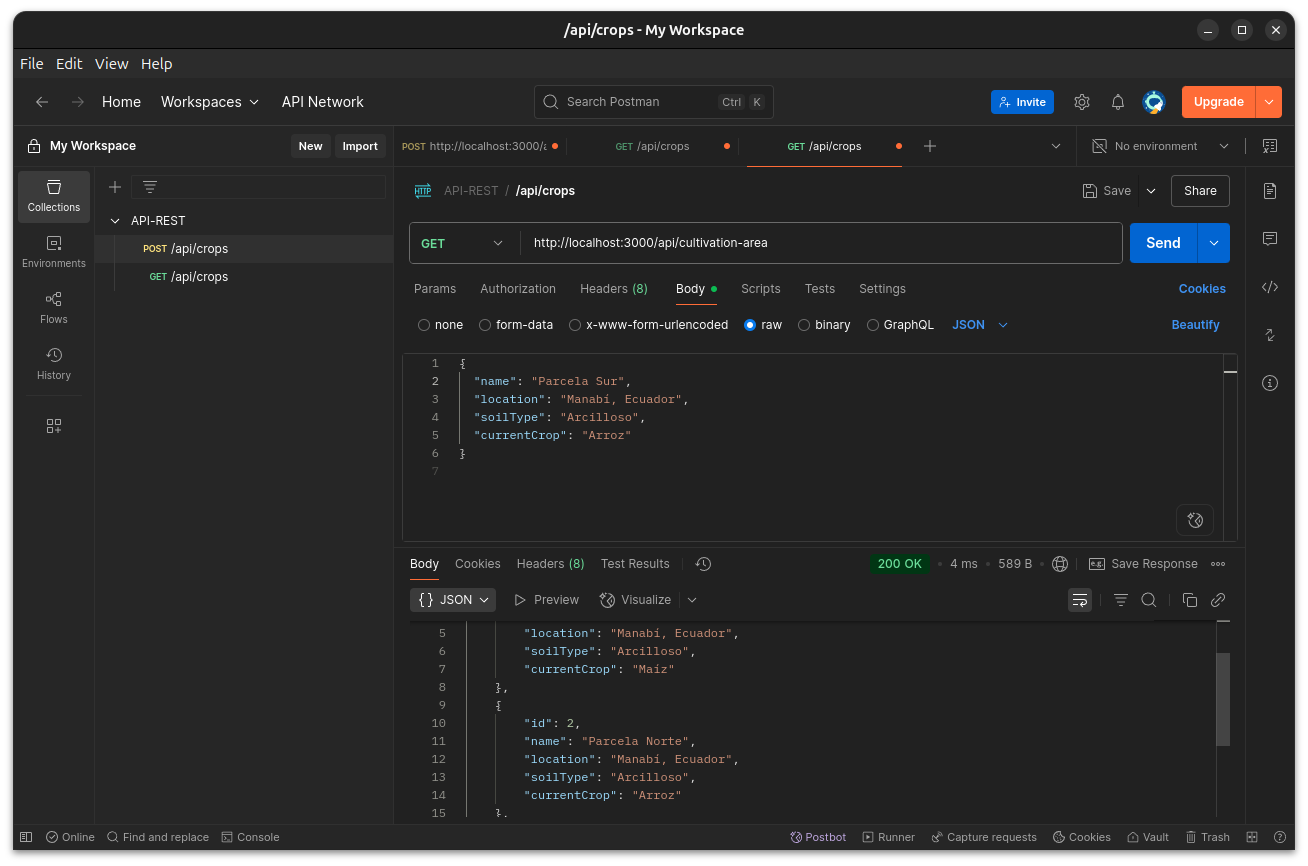 /api/crops - My Workspace
File Edit View Help
Home Workspaces API Network Search Postman Ctrl K Invite Upgrade
My Workspace New Import POST http://localhost:3000/a GET /api/crops GET /api/crops No environment
Collections
Environments
Flows
History
API-REST
POST /api/crops
GET /api/crops
HTTP API-REST / /api/crops Save Share
GET http://localhost:3000/api/cultivation-area Send
Params Authorization Headers (8) Body Scripts Tests Settings Cookies
none form-data x-www-form-urlencoded raw binary GraphQL JSON Beautify
1 {
2 "name": "Parcela Sur",
3 "location": "Manabí, Ecuador",
4 "soilType": "Arcilloso",
5 "currentCrop": "Arroz"
6 }
7
Body Cookies Headers (8) Test Results 200 OK • 4 ms • 589 B • e.g. Save Response
{} JSON Preview Visualize
5 "location": "Manabí, Ecuador",
6 "soilType": "Arcilloso",
7 "currentCrop": "Maíz"
8 },
9 {
10 "id": 2,
11 "name": "Parcela Norte",
12 "location": "Manabí, Ecuador",
13 "soilType": "Arcilloso",
14 "currentCrop": "Arroz"
15 },
Online Find and replace Console Postbot Runner Capture requests Cookies Vault Trash